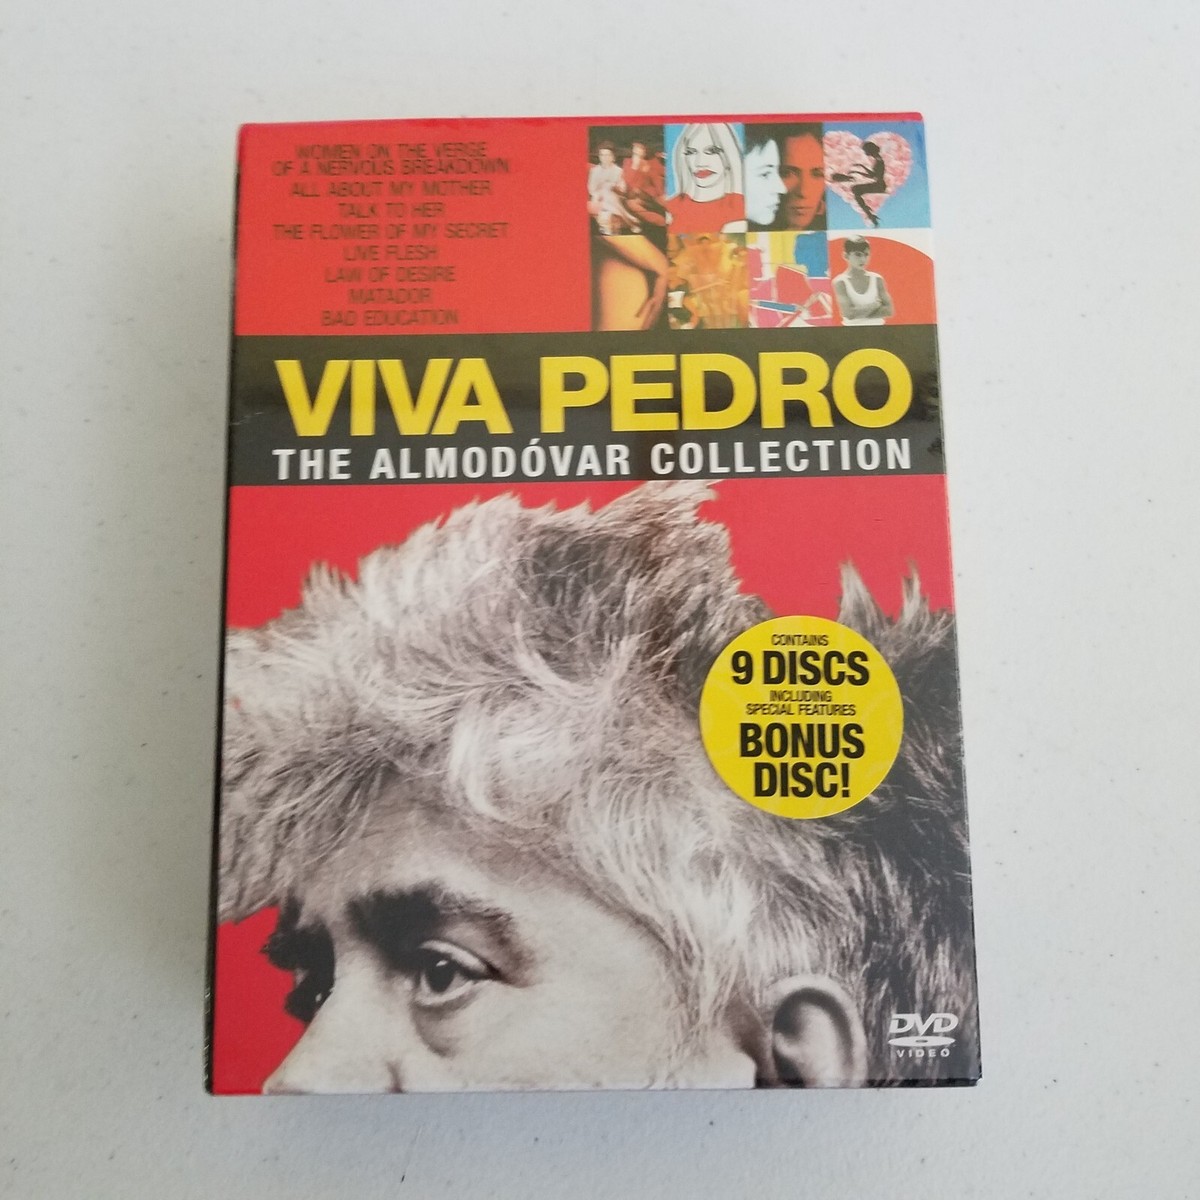 WOMEN ON THE VERGE
OF A NERVOUS BREAKDOWN
ALL ABOUT MY MOTHER
TALK TO HER
THE FLOWER OF MY SECRET
LIVE FLESH
LAW OF DESIRE
MATADOR
BAD EDUCATION
VIVA PEDRO
THE ALMODÓVAR COLLECTION
CONTAINS
9 DISCS
INCLUDING
SPECIAL FEATURES
BONUS
DISC!
DVD
VIDEO